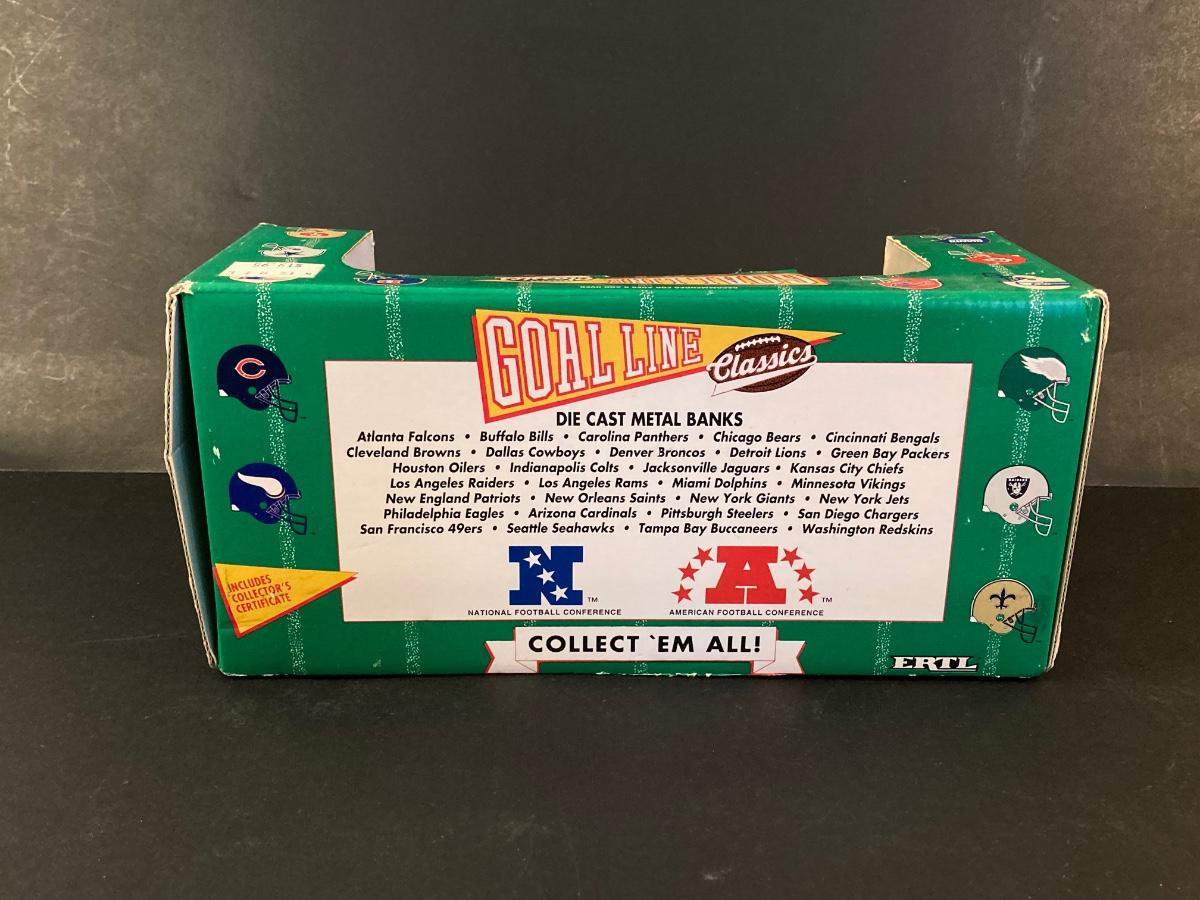 GOAL LINE
Classics
DIE CAST METAL BANKS
Atlanta Falcons • Buffalo Bills • Carolina Panthers • Chicago Bears • Cincinnati Bengals
Cleveland Browns • Dallas Cowboys • Denver Broncos • Detroit Lions • Green Bay Packers
Houston Oilers • Indianapolis Colts • Jacksonville Jaguars • Kansas City Chiefs
Los Angeles Raiders • Los Angeles Rams • Miami Dolphins • Minnesota Vikings
New England Patriots • New Orleans Saints • New York Giants • New York Jets
Philadelphia Eagles • Arizona Cardinals • Pittsburgh Steelers • San Diego Chargers
San Francisco 49ers • Seattle Seahawks • Tampa Bay Buccaneers • Washington Redskins
N TM
NATIONAL FOOTBALL CONFERENCE
A TM
AMERICAN FOOTBALL CONFERENCE
INCLUDES
COLLECTOR'S
CERTIFICATE
COLLECT `EM ALL!
ERTL
C
RAIDERS